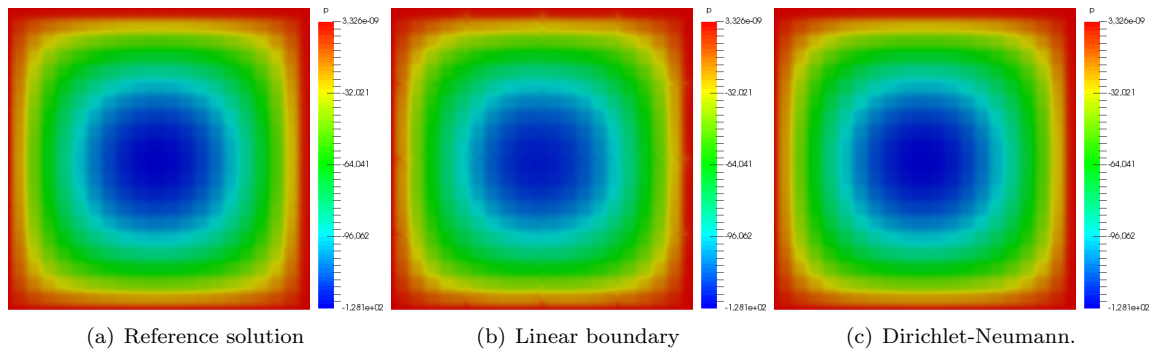 p
3,326e-09
-32,021
-64,041
-96,062
-1,281e+02
p
3,326e-09
-32,021
-64,041
-96,062
-1,281e+02
p
3,326e-09
-32,021
-64,041
-96,062
-1,281e+02
(a) Reference solution
(b) Linear boundary
(c) Dirichlet-Neumann.